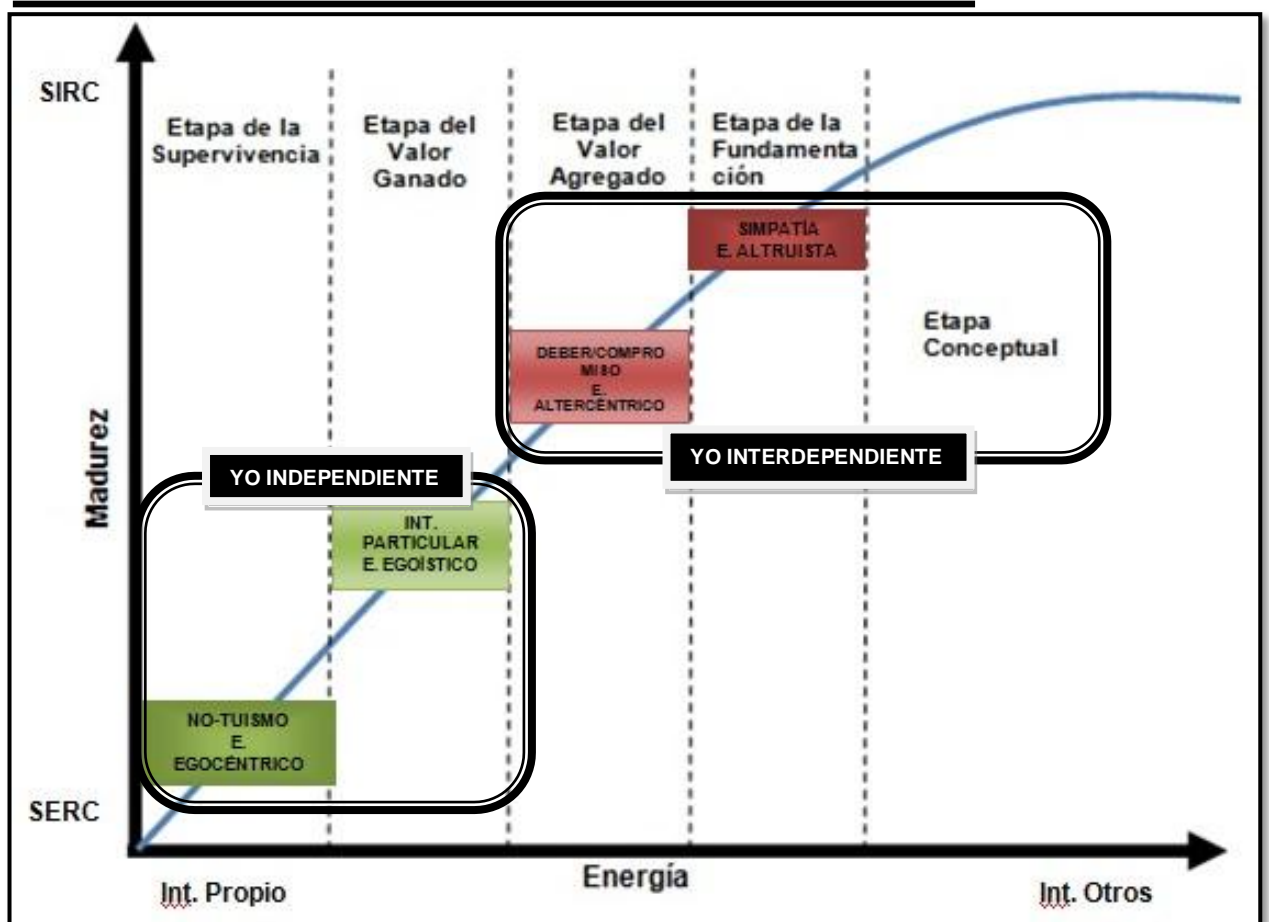 SIRC
Etapa de la
Supervivencia
Etapa del
Valor
Ganado
Etapa del
Valor
Agregado
Etapa de la
Fundamenta
ción
SIMPATÍA
E. ALTRUISTA
Etapa
Conceptual
DEBER/COMPRO
MISO
E.
ALTERCÉNTRICO
YO INTERDEPENDIENTE
YO INDEPENDIENTE
INT.
PARTICULAR
E. EGOÍSTICO
NO-TUISMO
E.
EGOCÉNTRICO
Madurez
SERC
Energía
Int. Propio
Int. Otros